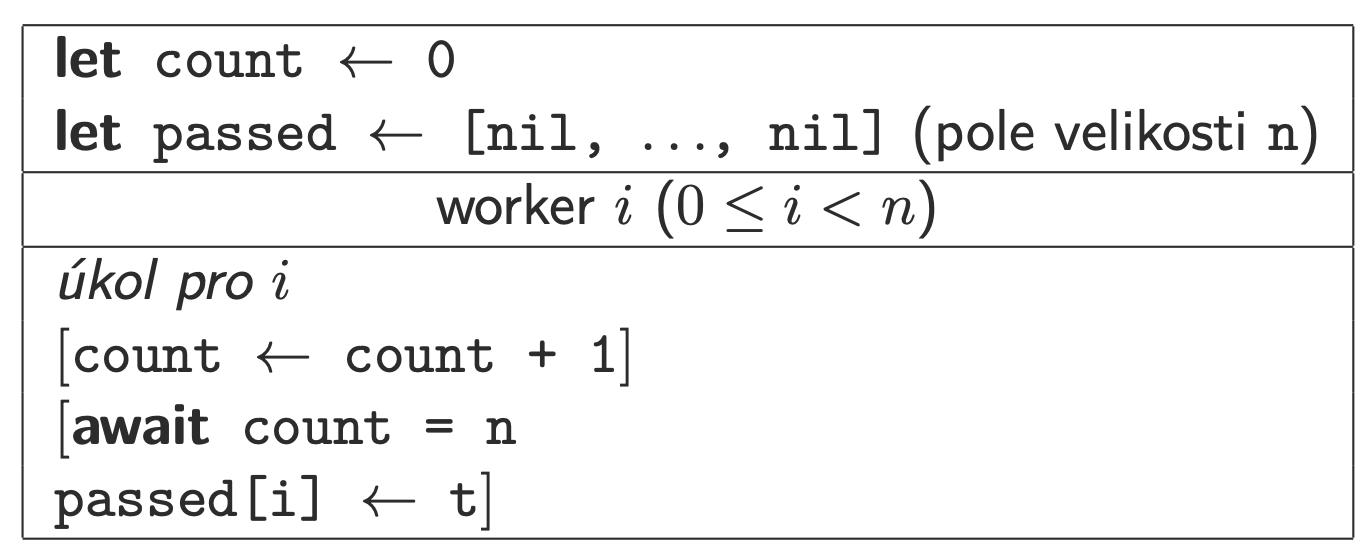 let count ← 0
let passed ← [nil, ..., nil] (pole velikosti n)
worker i (0 ≤ i < n)
úkol pro i
[count ← count + 1]
[await count = n
passed[i] ← t]